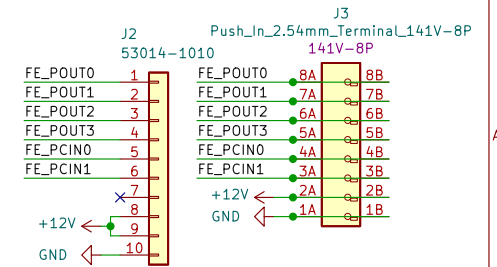 J2
53014-1010
FE_POUT0 1
FE_POUT1 2
FE_POUT2 3
FE_POUT3 4
FE_PCIN0 5
FE_PCIN1 6
7
8
+12V
9
GND 10
J3
Push_In_2.54mm_Terminal_141V-8P
141V-8P
FE_POUT0 8A 8B
FE_POUT1 7A 7B
FE_POUT2 6A 6B
FE_POUT3 5A 5B
FE_PCIN0 4A 4B
FE_PCIN1 3A 3B
+12V 2A 2B
GND 1A 1B